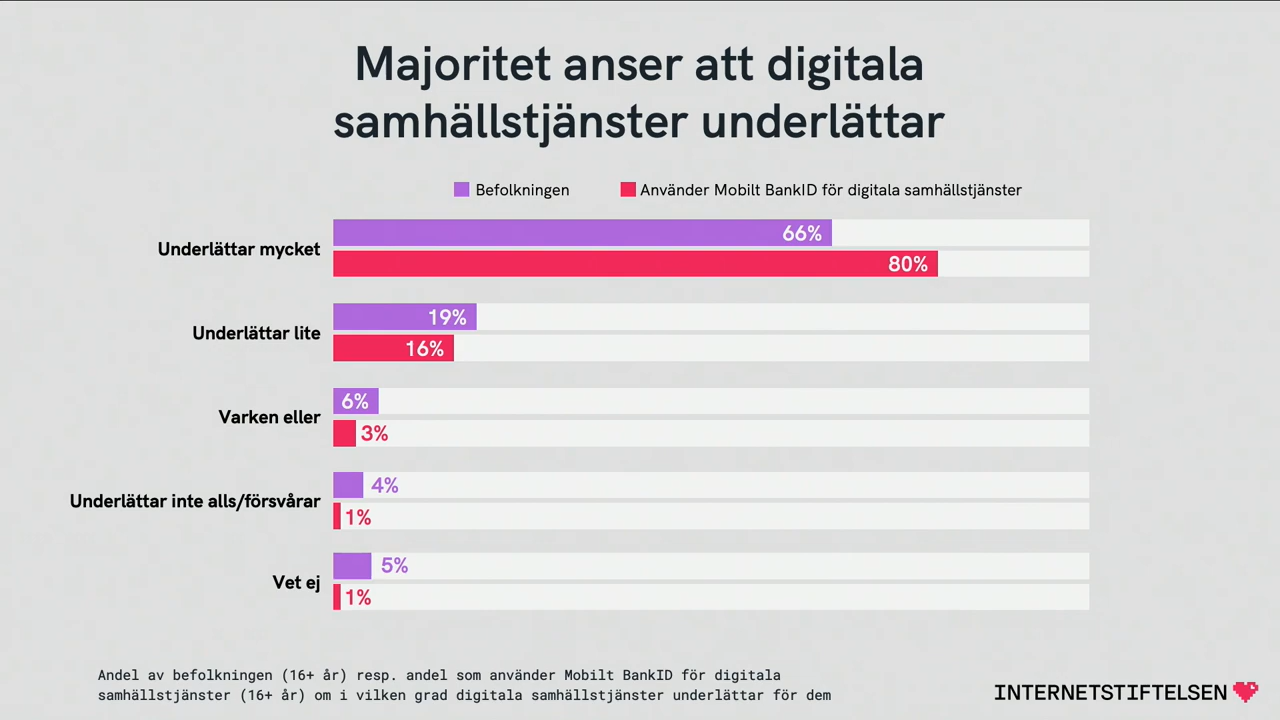 Majoritet anser att digitala
samhällstjänster underlättar
Befolkningen
Använder Mobilt BankID för digitala samhällstjänster
Underlättar mycket
66%
80%
Underlättar lite
19%
16%
Varken eller
6%
3%
Underlättar inte alls/försvårar
4%
1%
Vet ej
5%
1%
Andel av befolkningen (16+ år) resp. andel som använder Mobilt BankID för digitala
samhällstjänster (16+ år) om i vilken grad digitala samhällstjänster underlättar för dem
INTERNETSTIFTELSEN